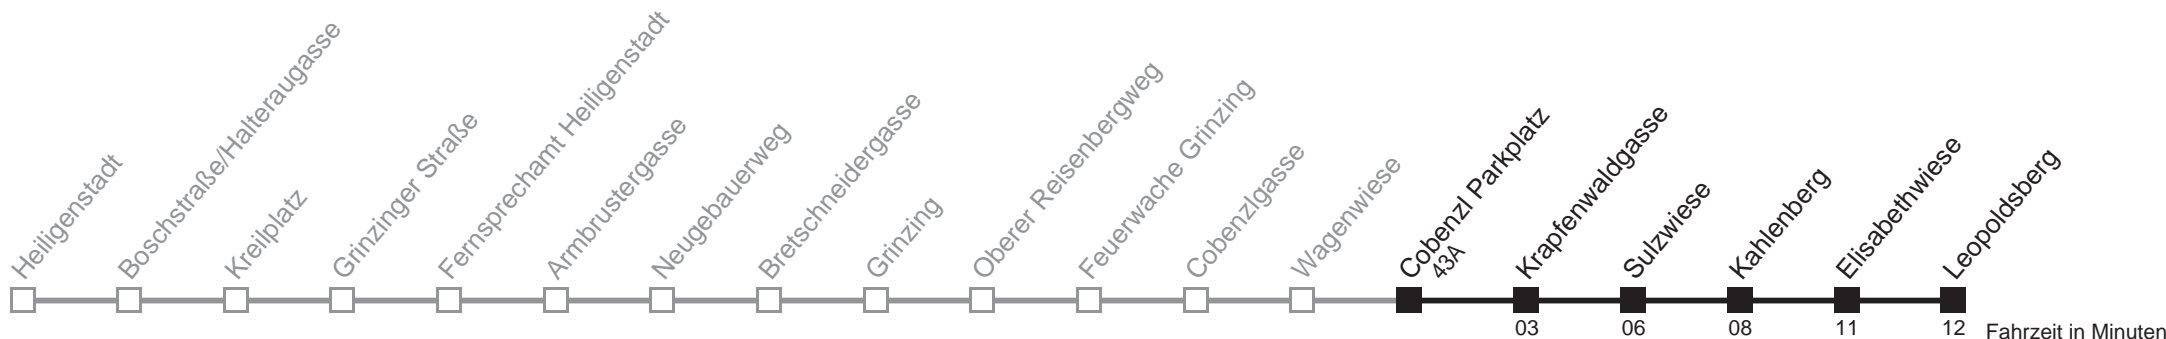 Heiligenstadt
Boschstraße/Halteraugasse
Kreilplatz
Grinzinger Straße
Fernsprechamt Heiligenstadt
Armbrustergasse
Neugebauerweg
Bretschneidergasse
Grinzing
Oberer Reisenbergweg
Feuerwache Grinzing
Cobenzlgasse
Wagenwiese
Cobenzl Parkplatz
43A
Krapfenwaldgasse
Sulzwiese
Kahlenberg
Elisabethwiese
Leopoldsberg
03 06 08 11 12 Fahrzeit in Minuten